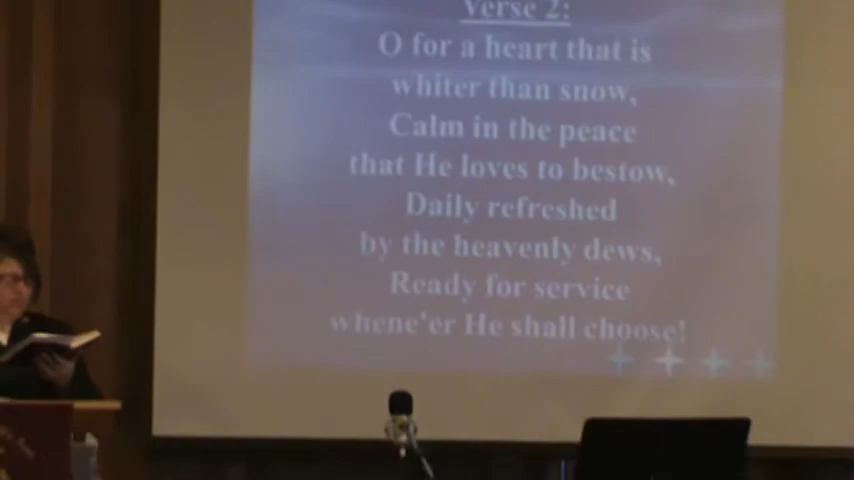 Verse 2:
O for a heart that is
whiter than snow,
Calm in the peace
that He loves to bestow,
Daily refreshed
by the heavenly dews,
Ready for service
whene'er He shall choose!